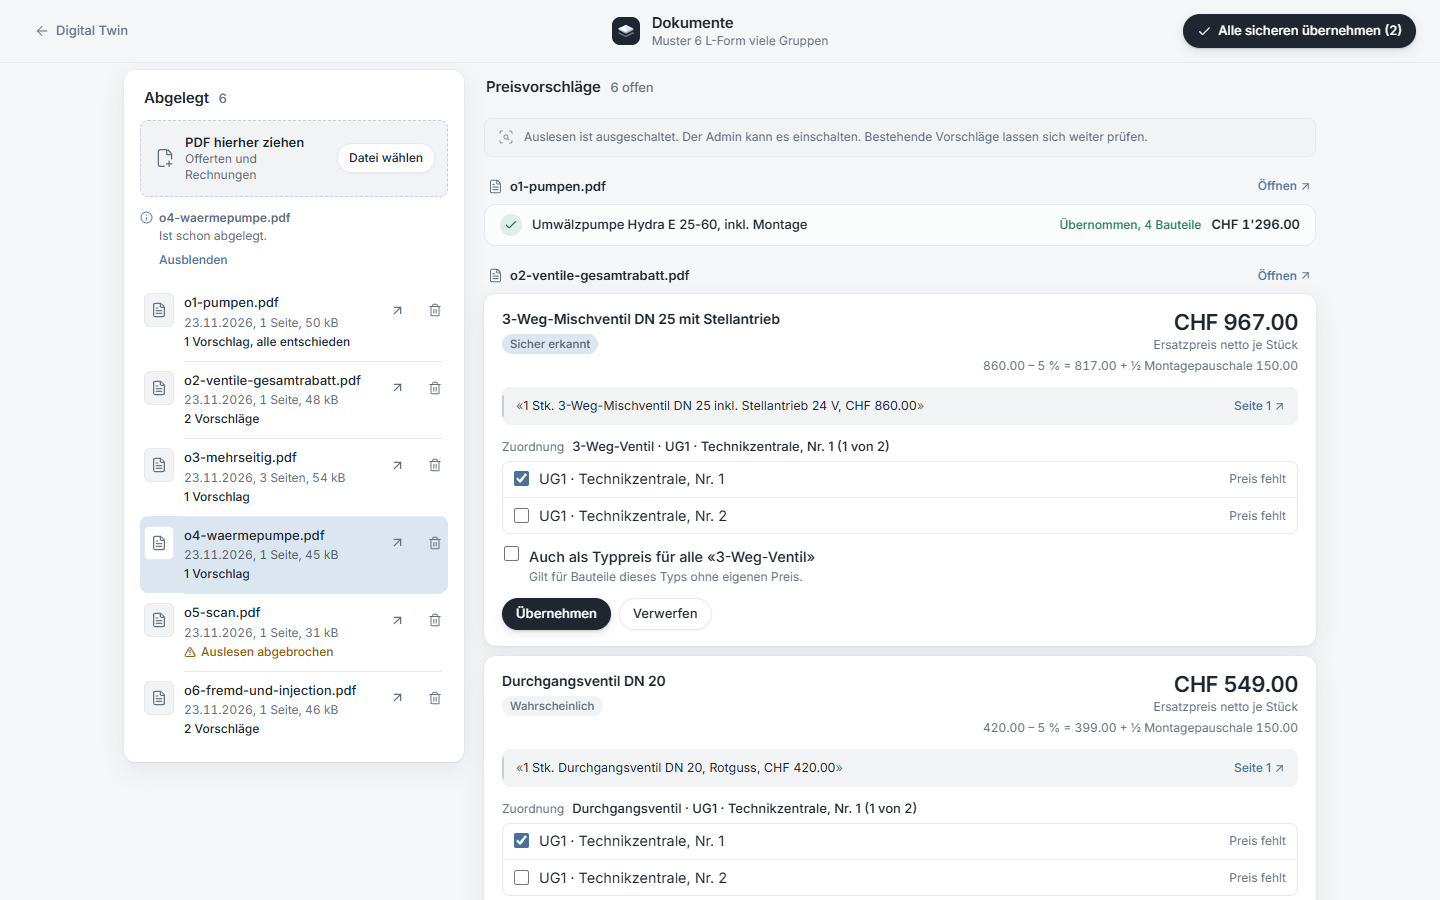 Digital Twin
Dokumente
Muster 6 L-Form viele Gruppen
Alle sicheren übernehmen (2)
Abgelegt 6
PDF hierher ziehen
Offerten und
Rechnungen
Datei wählen
o4-waermepumpe.pdf
Ist schon abgelegt.
Ausblenden
o1-pumpen.pdf
23.11.2026, 1 Seite, 50 kB
1 Vorschlag, alle entschieden
o2-ventile-gesamtrabatt.pdf
23.11.2026, 1 Seite, 48 kB
2 Vorschläge
o3-mehrseitig.pdf
23.11.2026, 3 Seiten, 54 kB
1 Vorschlag
o4-waermepumpe.pdf
23.11.2026, 1 Seite, 45 kB
1 Vorschlag
o5-scan.pdf
23.11.2026, 1 Seite, 31 kB
Auslesen abgebrochen
o6-fremd-und-injection.pdf
23.11.2026, 1 Seite, 46 kB
2 Vorschläge
Preisvorschläge 6 offen
Auslesen ist ausgeschaltet. Der Admin kann es einschalten. Bestehende Vorschläge lassen sich weiter prüfen.
o1-pumpen.pdf Öffnen
Umwälzpumpe Hydra E 25-60, inkl. Montage Übernommen, 4 Bauteile CHF 1'296.00
o2-ventile-gesamtrabatt.pdf Öffnen
3-Weg-Mischventil DN 25 mit Stellantrieb CHF 967.00
Sicher erkannt Ersatzpreis netto je Stück
860.00 – 5 % = 817.00 + ½ Montagepauschale 150.00
«1 Stk. 3-Weg-Mischventil DN 25 inkl. Stellantrieb 24 V, CHF 860.00» Seite 1
Zuordnung 3-Weg-Ventil · UG1 · Technikzentrale, Nr. 1 (1 von 2)
UG1 · Technikzentrale, Nr. 1 Preis fehlt
UG1 · Technikzentrale, Nr. 2 Preis fehlt
Auch als Typpreis für alle «3-Weg-Ventil»
Gilt für Bauteile dieses Typs ohne eigenen Preis.
Übernehmen Verwerfen
Durchgangsventil DN 20 CHF 549.00
Wahrscheinlich Ersatzpreis netto je Stück
420.00 – 5 % = 399.00 + ½ Montagepauschale 150.00
«1 Stk. Durchgangsventil DN 20, Rotguss, CHF 420.00» Seite 1
Zuordnung Durchgangsventil · UG1 · Technikzentrale, Nr. 1 (1 von 2)
UG1 · Technikzentrale, Nr. 1 Preis fehlt
UG1 · Technikzentrale, Nr. 2 Preis fehlt